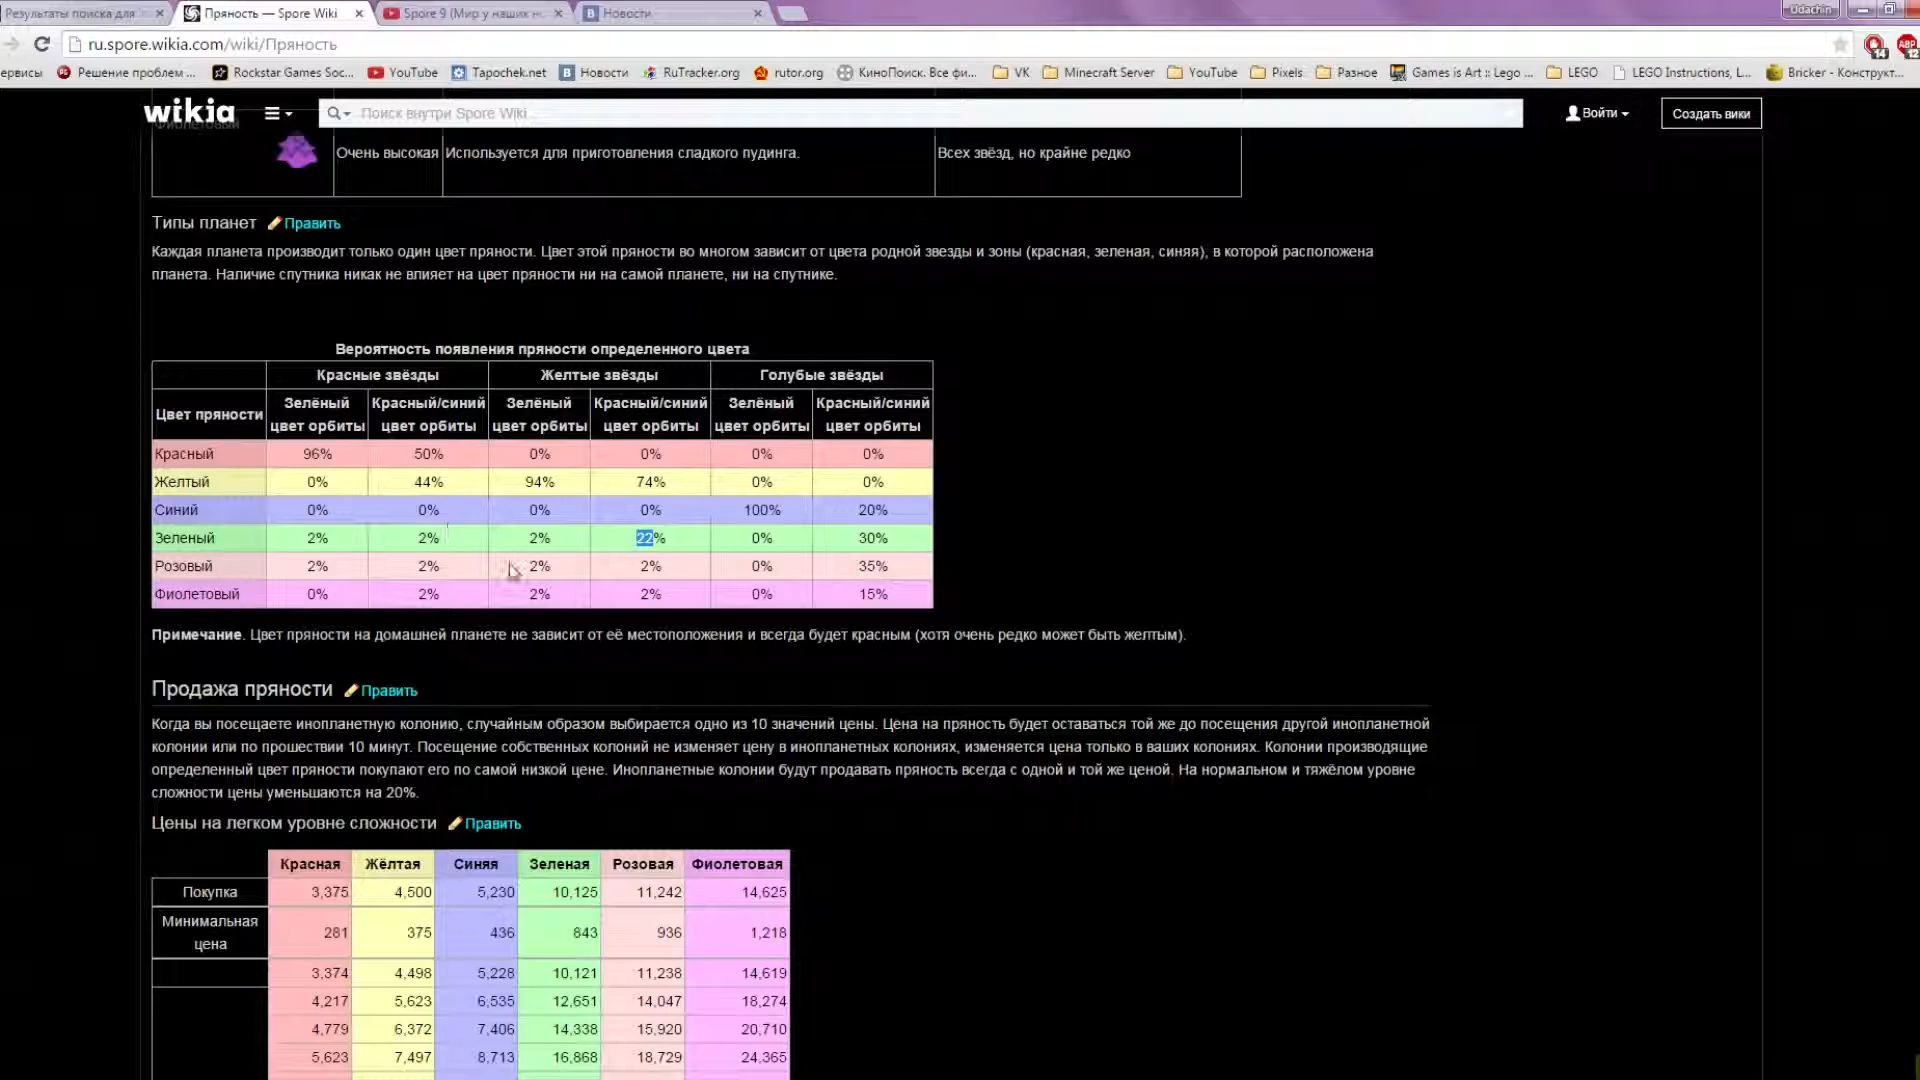 Результаты поиска для
Пряность — Spore Wiki
Spore 9 (Мир у наших н
Новости
Udachin
ru.spore.wikia.com/wiki/Пряность
14
ABP
12
ервисы
Решение проблем ...
Rockstar Games Soc...
YouTube
Tapochek.net
Новости
RuTracker.org
rutor.org
КиноПоиск. Все фи...
VK
Minecraft Server
YouTube
Pixels
Разное
Games is Art :: Lego ...
LEGO
LEGO Instructions, L...
Bricker - Конструкт...
wikia
Поиск внутри Spore Wiki
Войти
Создать вики
Фиолетовый
Очень высокая Используется для приготовления сладкого пудинга. Всех звёзд, но крайне редко
Типы планет Править
Каждая планета производит только один цвет пряности. Цвет этой пряности во многом зависит от цвета родной звезды и зоны (красная, зеленая, синяя), в которой расположена
планета. Наличие спутника никак не влияет на цвет пряности ни на самой планете, ни на спутнике.
Вероятность появления пряности определенного цвета
Красные звёзды Желтые звёзды Голубые звёзды
Цвет пряности
Зелёный Красный/синий Зелёный Красный/синий Зелёный Красный/синий
цвет орбиты цвет орбиты цвет орбиты цвет орбиты цвет орбиты цвет орбиты
Красный 96% 50% 0% 0% 0% 0%
Желтый 0% 44% 94% 74% 0% 0%
Синий 0% 0% 0% 0% 100% 20%
Зеленый 2% 2% 2% 22% 0% 30%
Розовый 2% 2% 2% 2% 0% 35%
Фиолетовый 0% 2% 2% 2% 0% 15%
Примечание. Цвет пряности на домашней планете не зависит от её местоположения и всегда будет красным (хотя очень редко может быть желтым).
Продажа пряности Править
Когда вы посещаете инопланетную колонию, случайным образом выбирается одно из 10 значений цены. Цена на пряность будет оставаться той же до посещения другой инопланетной
колонии или по прошествии 10 минут. Посещение собственных колоний не изменяет цену в инопланетных колониях, изменяется цена только в ваших колониях. Колонии производящие
определенный цвет пряности покупают его по самой низкой цене. Инопланетные колонии будут продавать пряность всегда с одной и той же ценой. На нормальном и тяжёлом уровне
сложности цены уменьшаются на 20%.
Цены на легком уровне сложности Править
Красная Жёлтая Синяя Зеленая Розовая Фиолетовая
Покупка 3,375 4,500 5,230 10,125 11,242 14,625
Минимальная
цена 281 375 436 843 936 1,218
3,374 4,498 5,228 10,121 11,238 14,619
4,217 5,623 6,535 12,651 14,047 18,274
4,779 6,372 7,406 14,338 15,920 20,710
5,623 7,497 8,713 16,868 18,729 24,365